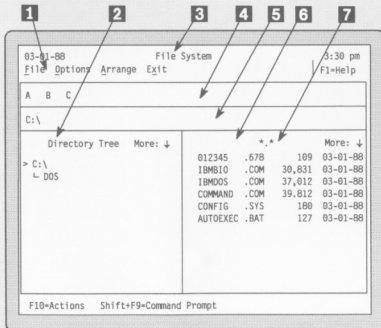 1 2 3 4 5 6 7
03-01-88 File System 3:30 pm
File Options Arrange Exit F1=Help
A B C
C:\
Directory Tree More: ↓ *.* More: ↓
> C:\
└ DOS
012345 .678 109 03-01-88
IBMBIO .COM 30,831 03-01-88
IBMDOS .COM 37,012 03-01-88
COMMAND .COM 39.812 03-01-88
CONFIG .SYS 180 03-01-88
AUTOEXEC .BAT 127 03-01-88
F10=Actions Shift+F9=Command Prompt